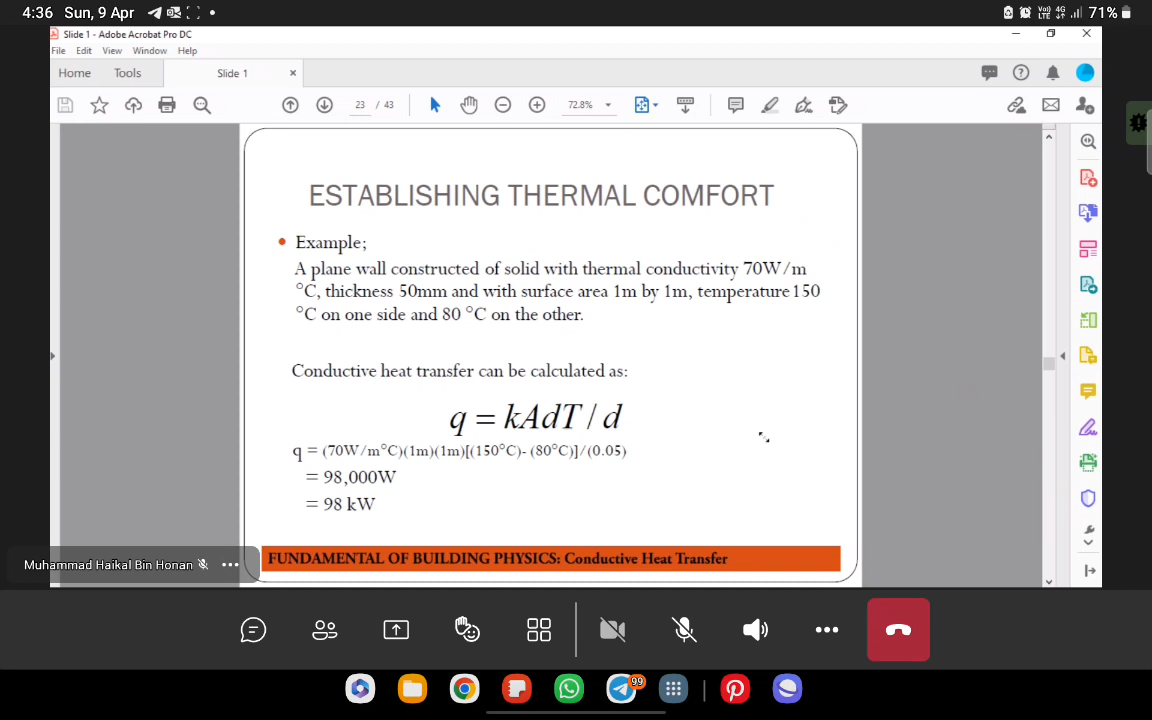 4:36 Sun, 9 Apr
Vo)) 4G
LTE
71%
Slide 1 - Adobe Acrobat Pro DC
File Edit View Window Help
Home Tools Slide 1 ×
23 / 43 72.8%
ESTABLISHING THERMAL COMFORT
• Example;
A plane wall constructed of solid with thermal conductivity 70W/m
°C, thickness 50mm and with surface area 1m by 1m, temperature 150
°C on one side and 80 °C on the other.
Conductive heat transfer can be calculated as:
q = kAdT / d
q = (70W/m°C)(1m)(1m)[(150°C)- (80°C)]/(0.05)
= 98,000W
= 98 kW
FUNDAMENTAL OF BUILDING PHYSICS: Conductive Heat Transfer
Muhammad Haikal Bin Honan
99